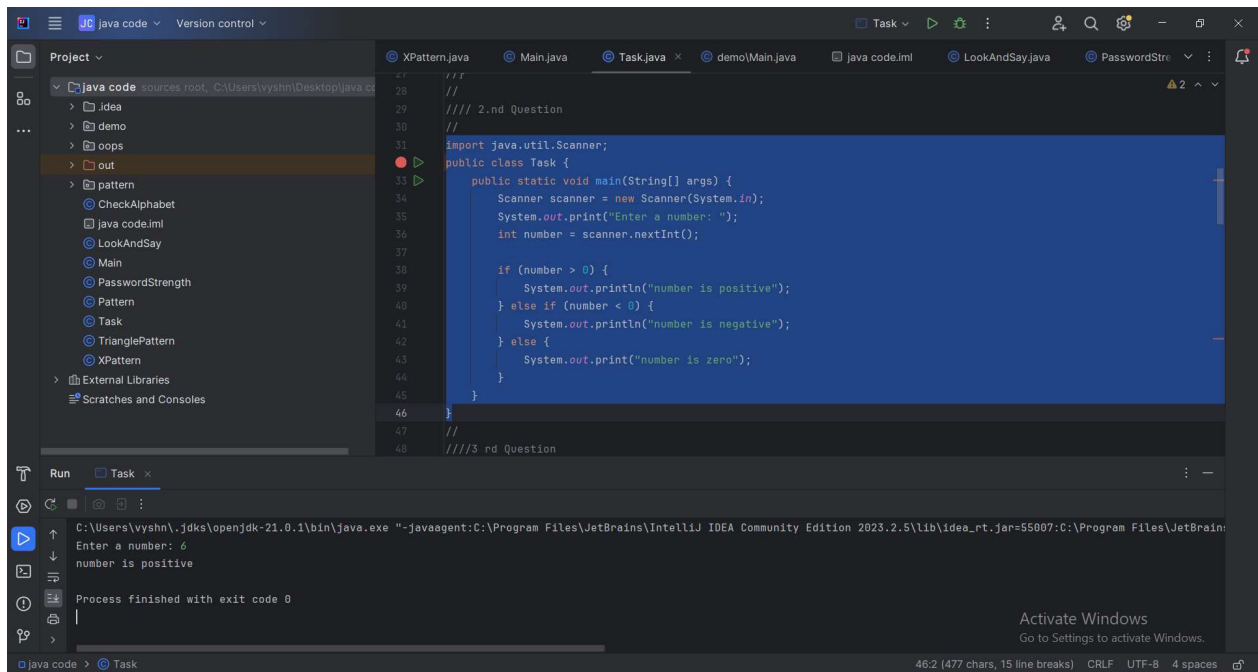 JC java code Version control Task
Project
XPattern.java Main.java Task.java demo\Main.java java code.iml LookAndSay.java PasswordStre
java code sources root, C:\Users\vyshn\Desktop\java co
.idea
demo
oops
out
pattern
CheckAlphabet
java code.iml
LookAndSay
Main
PasswordStrength
Pattern
Task
TrianglePattern
XPattern
External Libraries
Scratches and Consoles
2
27 //}
28 //
29 //// 2.nd Question
30 //
31 import java.util.Scanner;
public class Task {
33 public static void main(String[] args) {
34 Scanner scanner = new Scanner(System.in);
35 System.out.print("Enter a number: ");
36 int number = scanner.nextInt();
37
38 if (number > 0) {
39 System.out.println("number is positive");
40 } else if (number < 0) {
41 System.out.println("number is negative");
42 } else {
43 System.out.print("number is zero");
44 }
45 }
46 }
47 //
48 ////3 rd Question
Run Task
C:\Users\vyshn\.jdks\openjdk-21.0.1\bin\java.exe "-javaagent:C:\Program Files\JetBrains\IntelliJ IDEA Community Edition 2023.2.5\lib\idea_rt.jar=55007:C:\Program Files\JetBrains
Enter a number: 6
number is positive
Process finished with exit code 0
Activate Windows
Go to Settings to activate Windows.
java code > Task 46:2 (477 chars, 15 line breaks) CRLF UTF-8 4 spaces